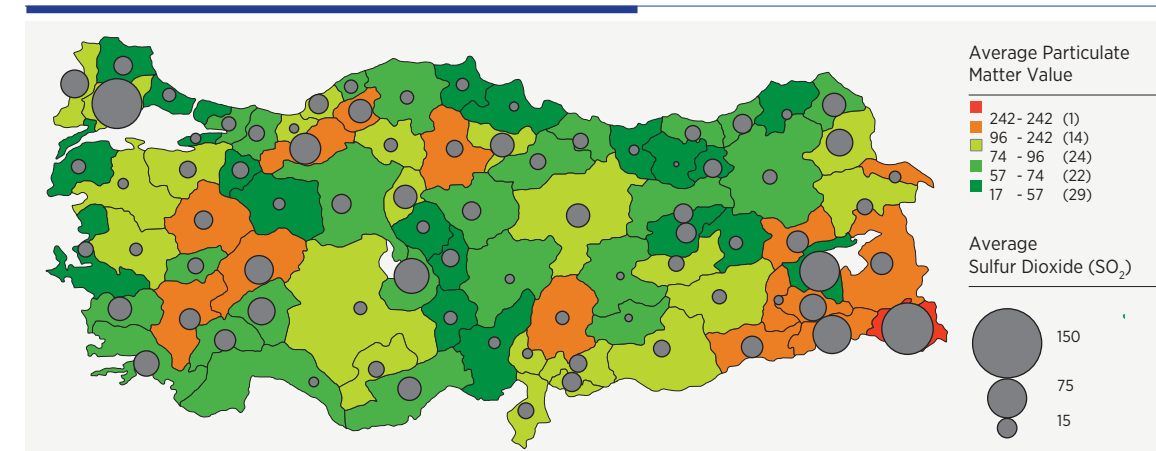 Average Particulate
Matter Value
242 - 242 (1)
96 - 242 (14)
74 - 96 (24)
57 - 74 (22)
17 - 57 (29)
Average
Sulfur Dioxide (SO2)
150
75
15